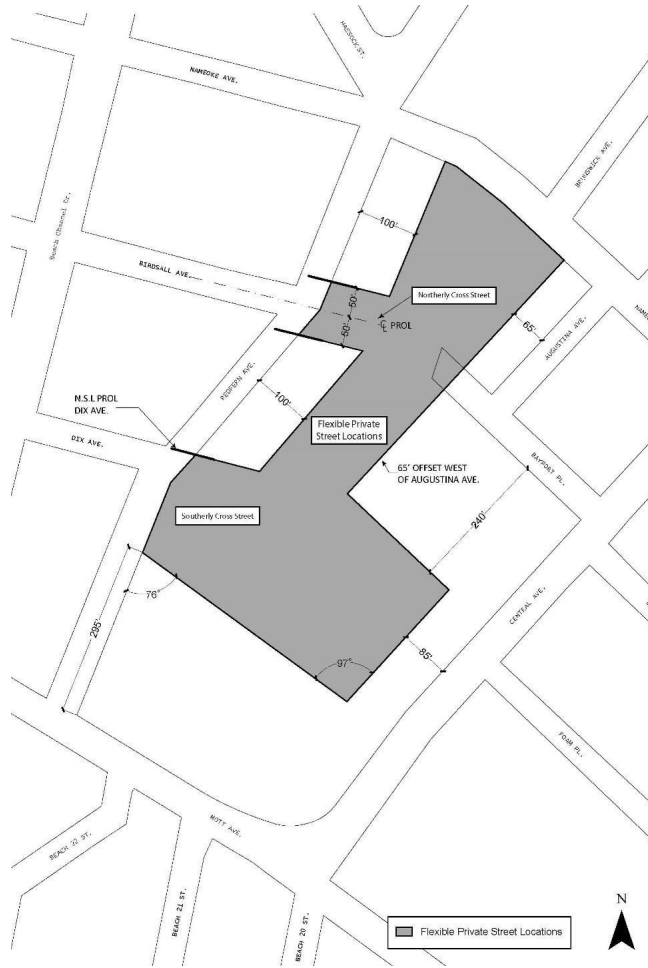 HASSOCK ST.
NAMEOKE AVE.
BRUNSWICK AVE.
Beach Channel Dr.
100'
BIRDSALL AVE.
50'
Northerly Cross Street
PROL
50'
65'
AUGUSTINA AVE.
REDFERN AVE.
N.S.L PROL
DIX AVE.
100'
Flexible Private
Street Locations
DIX AVE.
65' OFFSET WEST
OF AUGUSTINA AVE.
BAYPORT PL.
Southerly Cross Street
240'
76°
CENTRAL AVE.
295'
85'
97°
FOAM PL.
MOTT AVE.
BEACH 22 ST.
BEACH 21 ST.
BEACH 20 ST.
N
Flexible Private Street Locations